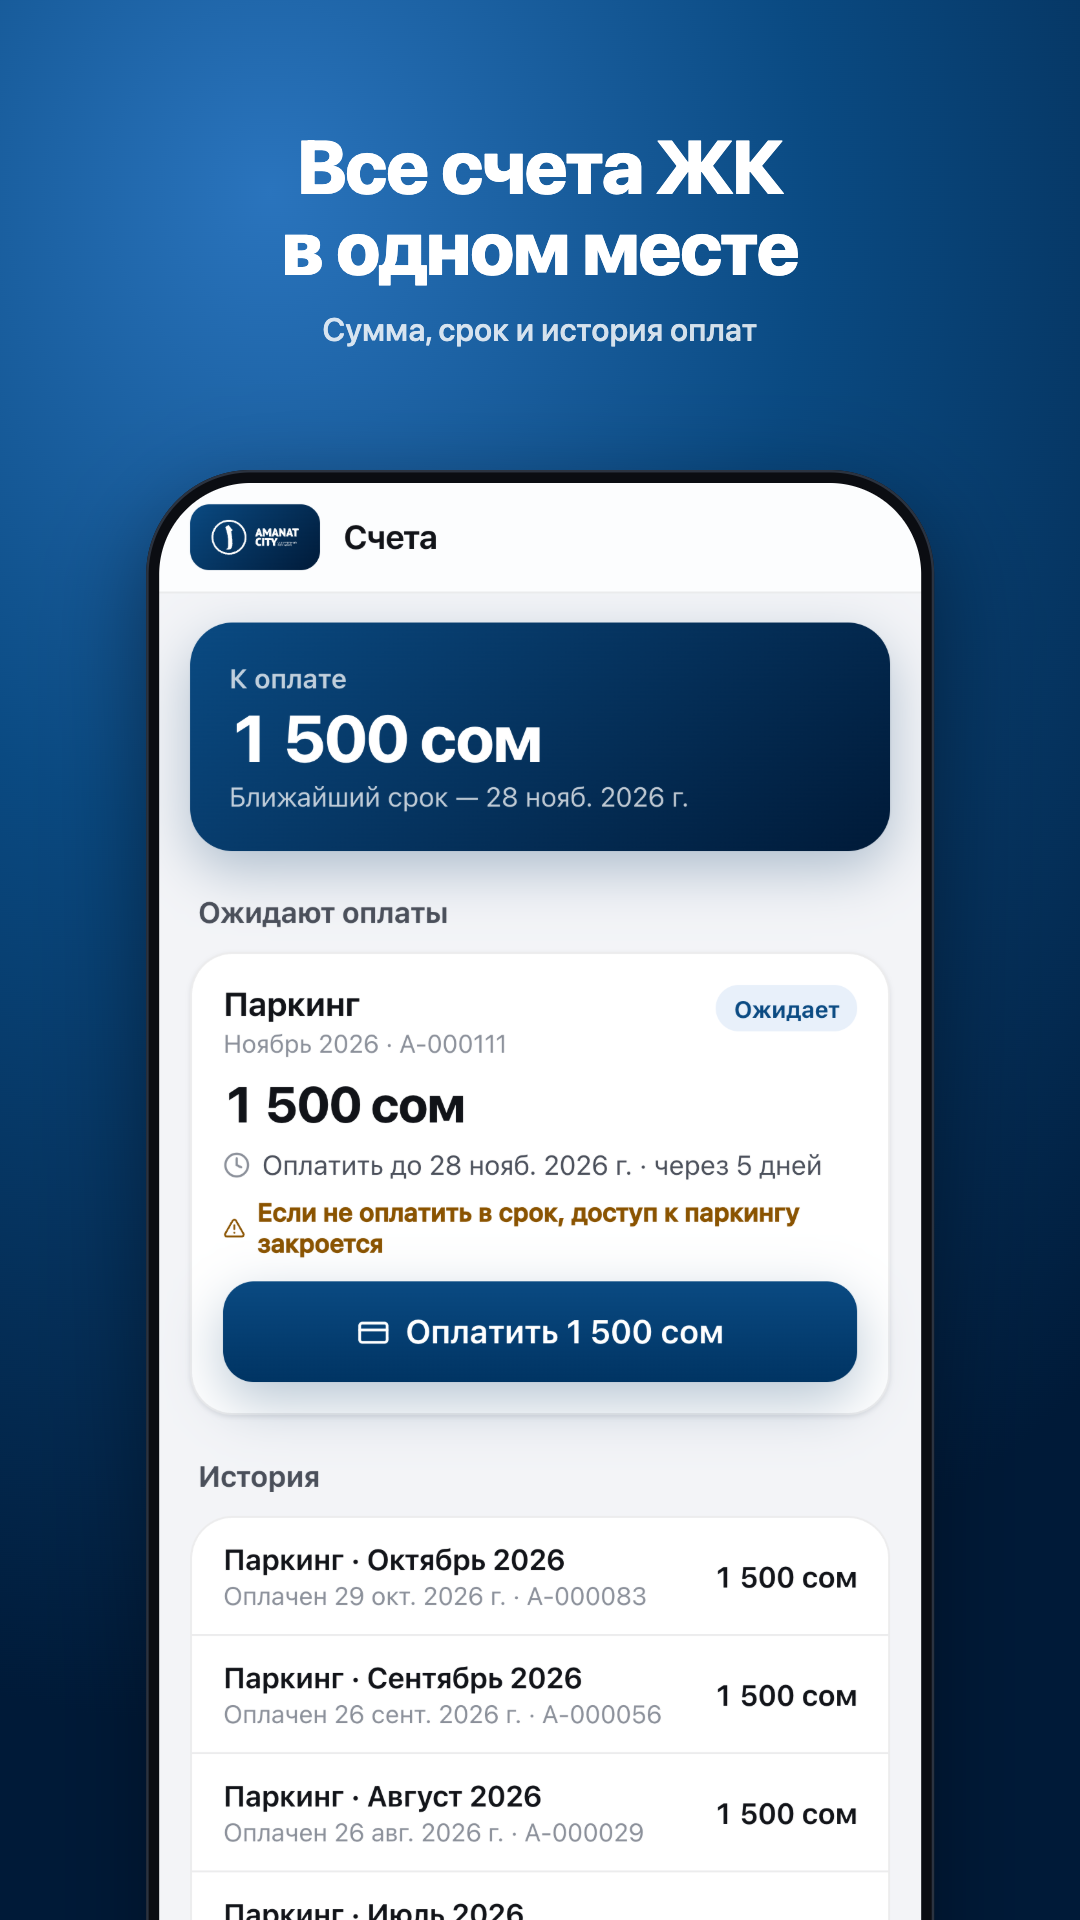 Все счета ЖК
в одном месте
Сумма, срок и история оплат
AMANAT
CITY
Счета
К оплате
1 500 сом
Ближайший срок — 28 нояб. 2026 г.
Ожидают оплаты
Паркинг
Ожидает
Ноябрь 2026 · A-000111
1 500 сом
Оплатить до 28 нояб. 2026 г. · через 5 дней
Если не оплатить в срок, доступ к паркингу
закроется
Оплатить 1 500 сом
История
Паркинг · Октябрь 2026
1 500 сом
Оплачен 29 окт. 2026 г. · A-000083
Паркинг · Сентябрь 2026
1 500 сом
Оплачен 26 сент. 2026 г. · A-000056
Паркинг · Август 2026
1 500 сом
Оплачен 26 авг. 2026 г. · A-000029
Паркинг · Июль 2026